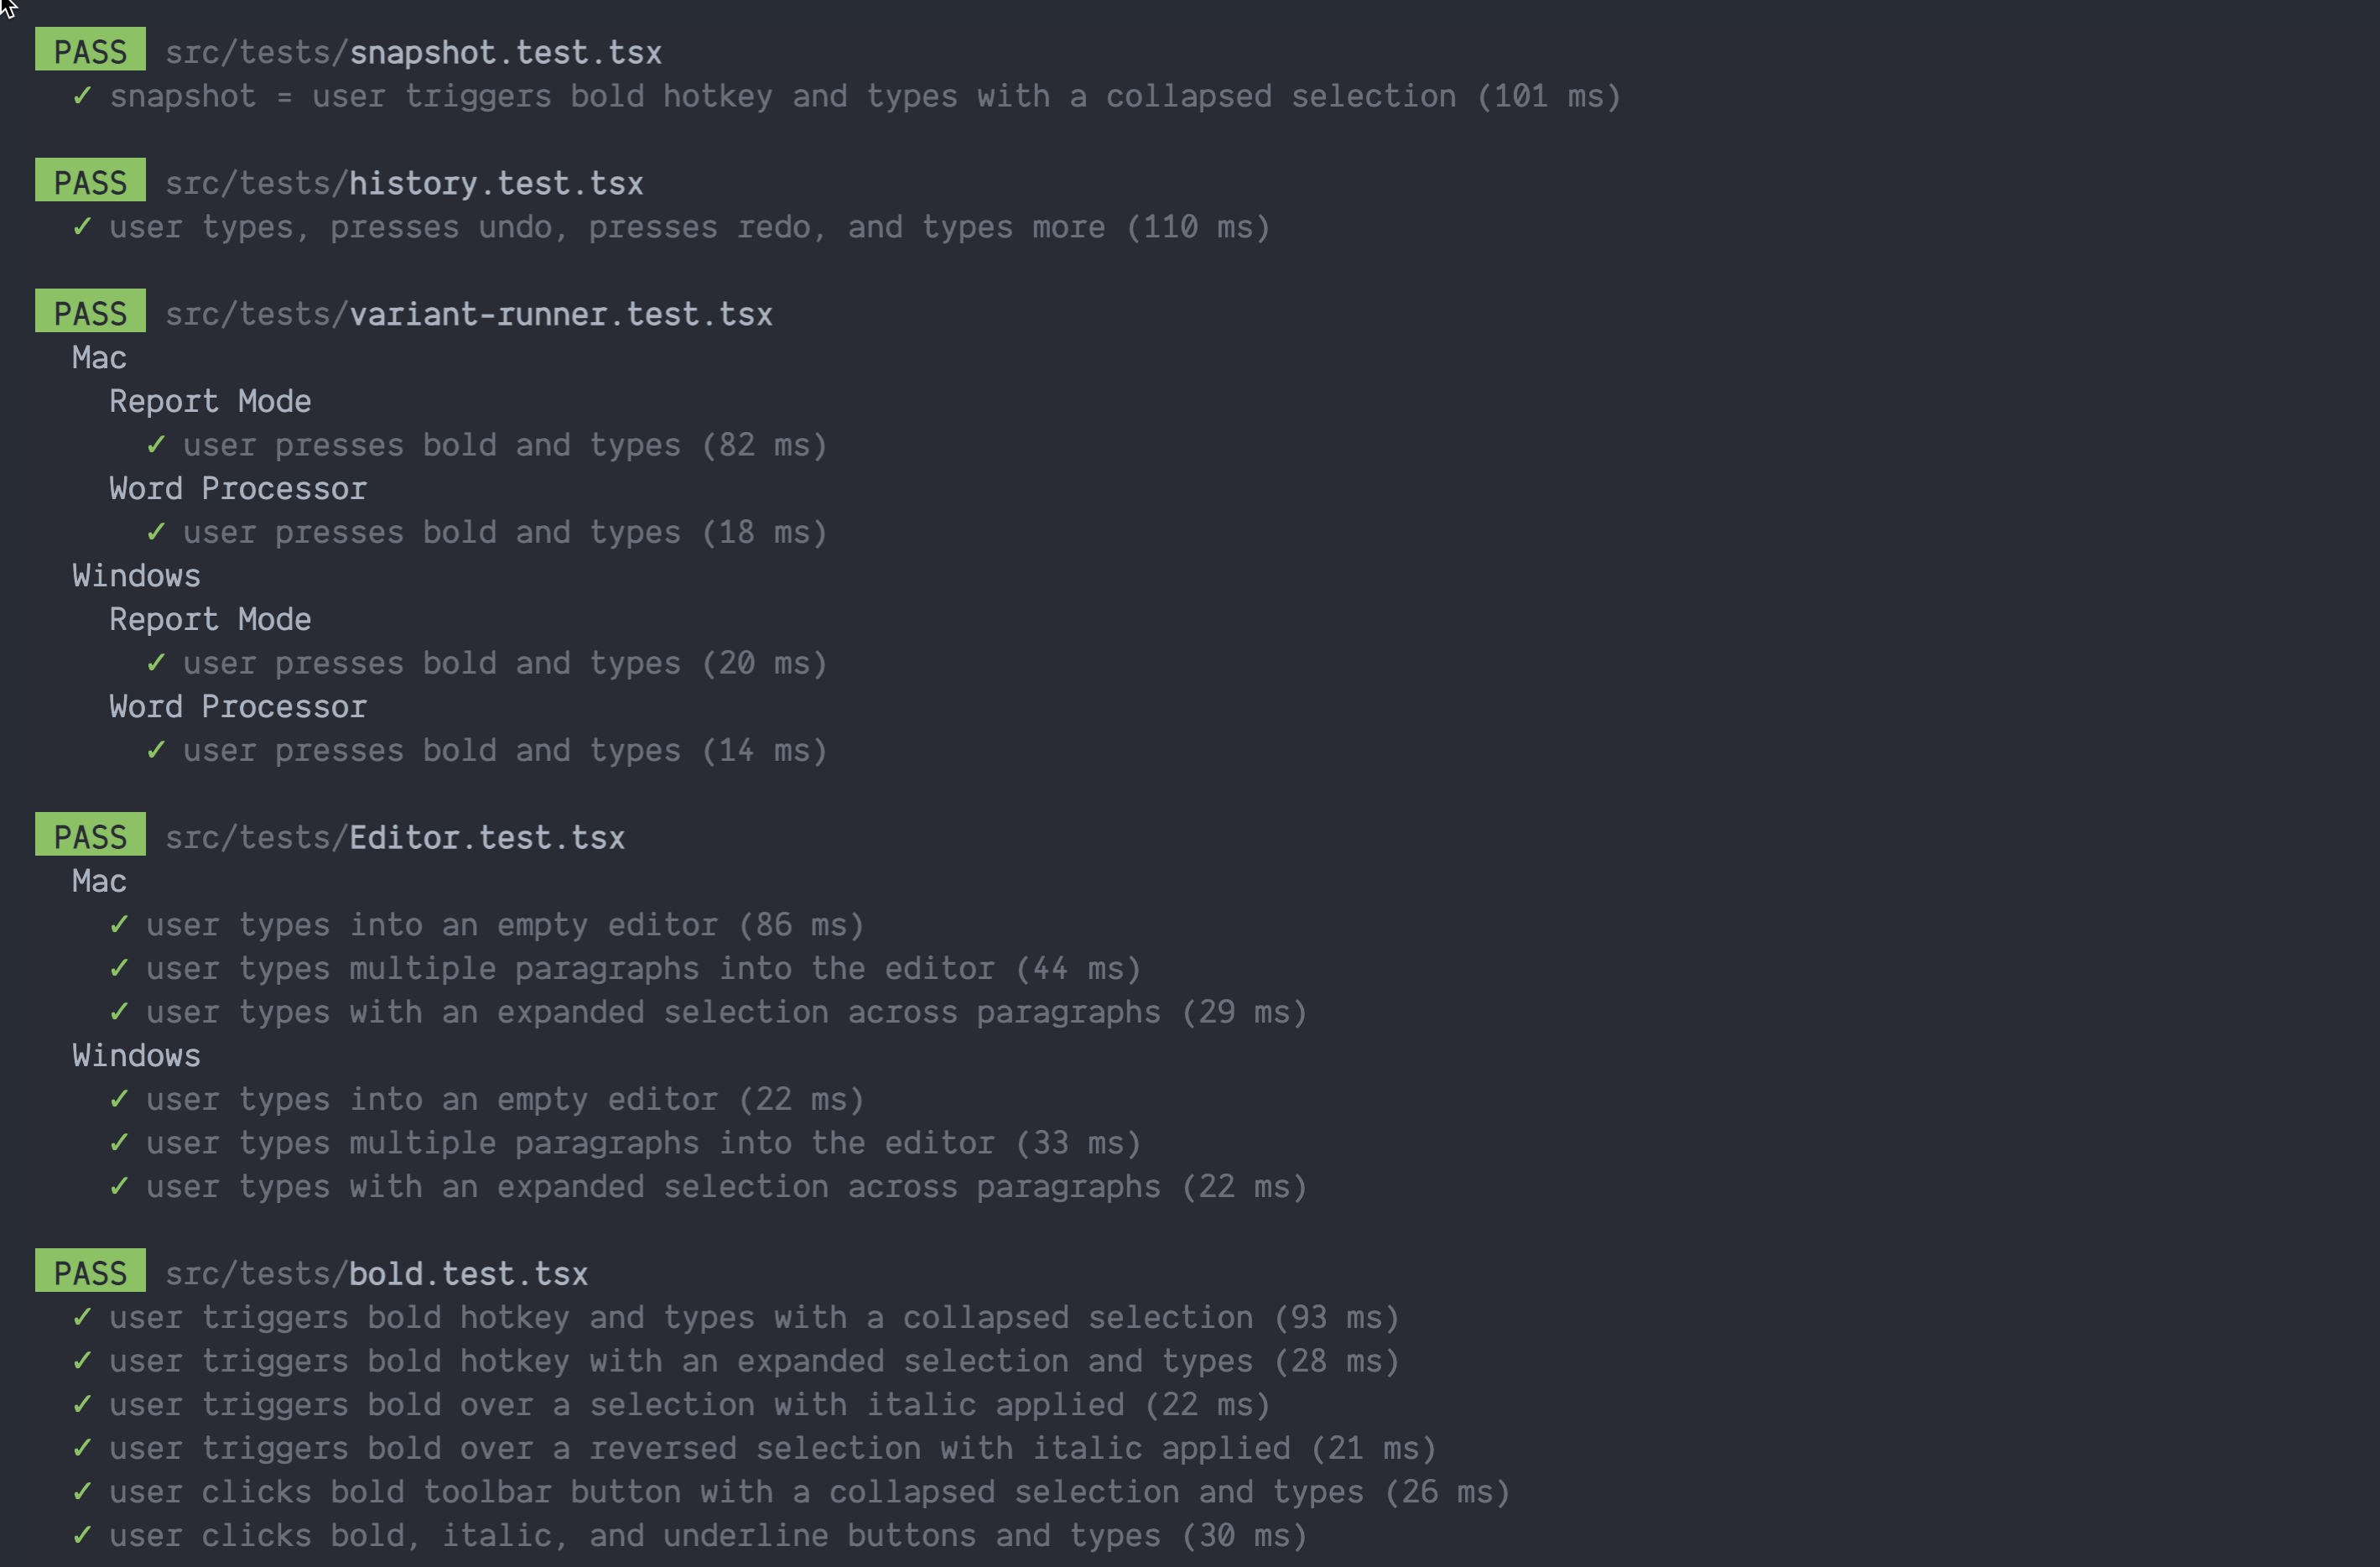 PASS src/tests/snapshot.test.tsx
✓ snapshot = user triggers bold hotkey and types with a collapsed selection (101 ms)
PASS src/tests/history.test.tsx
✓ user types, presses undo, presses redo, and types more (110 ms)
PASS src/tests/variant-runner.test.tsx
Mac
Report Mode
✓ user presses bold and types (82 ms)
Word Processor
✓ user presses bold and types (18 ms)
Windows
Report Mode
✓ user presses bold and types (20 ms)
Word Processor
✓ user presses bold and types (14 ms)
PASS src/tests/Editor.test.tsx
Mac
✓ user types into an empty editor (86 ms)
✓ user types multiple paragraphs into the editor (44 ms)
✓ user types with an expanded selection across paragraphs (29 ms)
Windows
✓ user types into an empty editor (22 ms)
✓ user types multiple paragraphs into the editor (33 ms)
✓ user types with an expanded selection across paragraphs (22 ms)
PASS src/tests/bold.test.tsx
✓ user triggers bold hotkey and types with a collapsed selection (93 ms)
✓ user triggers bold hotkey with an expanded selection and types (28 ms)
✓ user triggers bold over a selection with italic applied (22 ms)
✓ user triggers bold over a reversed selection with italic applied (21 ms)
✓ user clicks bold toolbar button with a collapsed selection and types (26 ms)
✓ user clicks bold, italic, and underline buttons and types (30 ms)